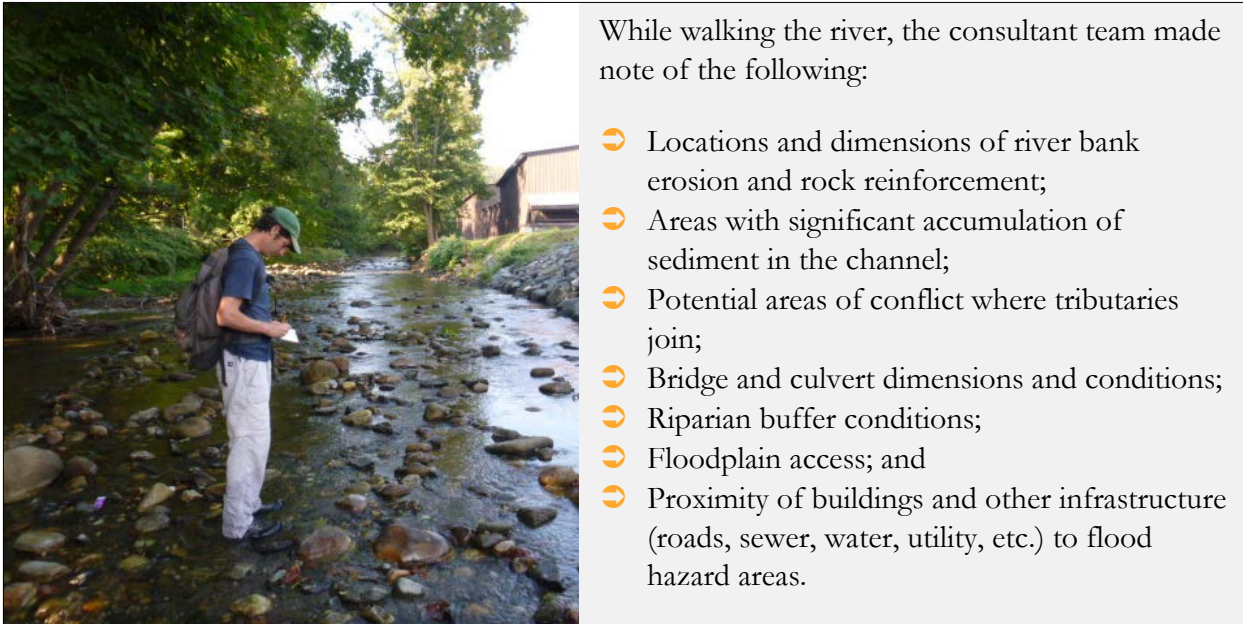 While walking the river, the consultant team made
note of the following:
Locations and dimensions of river bank
erosion and rock reinforcement;
Areas with significant accumulation of
sediment in the channel;
Potential areas of conflict where tributaries
join;
Bridge and culvert dimensions and conditions;
Riparian buffer conditions;
Floodplain access; and
Proximity of buildings and other infrastructure
(roads, sewer, water, utility, etc.) to flood
hazard areas.